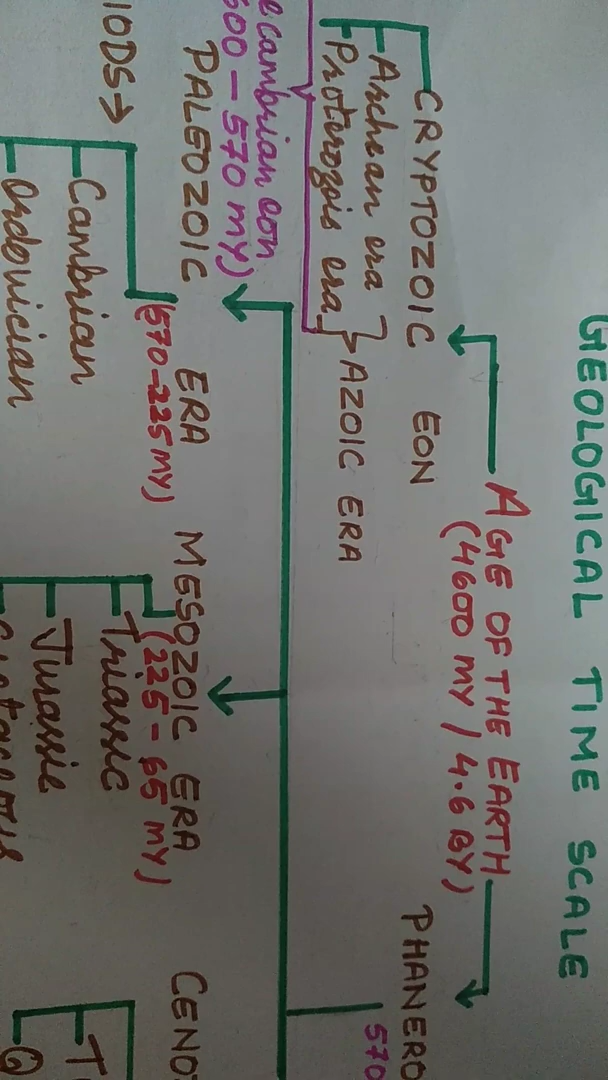 GEOLOGICAL TIME SCALE
AGE OF THE EARTH
(4600 MY / 4.6 BY)
CRYPTOZOIC EON
Archean era
Proterozois era } AZOIC ERA
PHANERO
570
cambrian eon
600 - 570 MY)
PALEOZOIC ERA
(570-225 MY)
MESOZOIC ERA
(225 - 65 MY)
CENO
IODS →
Cambrian
Ordovician
Triassic
Jurassic
T